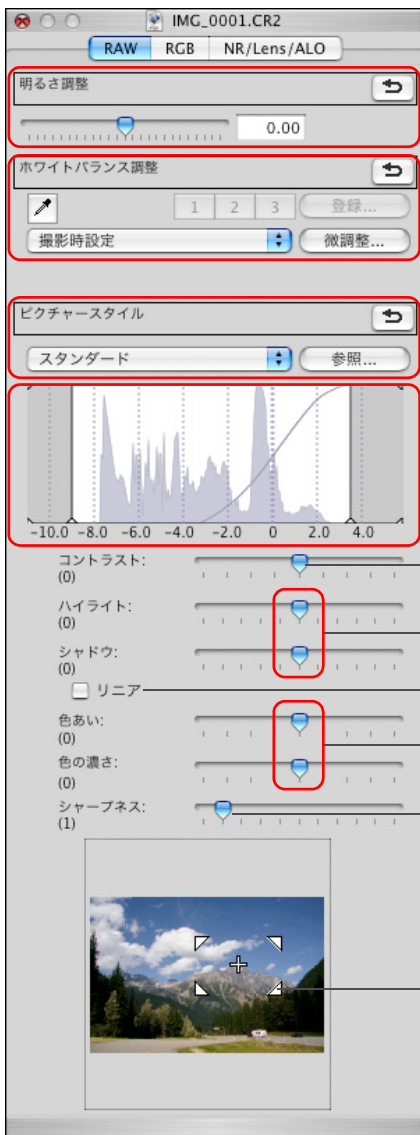 IMG_0001.CR2
RAW RGB NR/Lens/ALO
明るさ調整
0.00
ホワイトバランス調整
1 2 3 登録...
撮影時設定 微調整...
ピクチャースタイル
スタンダード 参照...
-10.0 -8.0 -6.0 -4.0 -2.0 0 2.0 4.0
コントラスト:
(0)
ハイライト:
(0)
シャドウ:
(0)
リニア
色あい:
(0)
色の濃さ:
(0)
シャープネス:
(1)